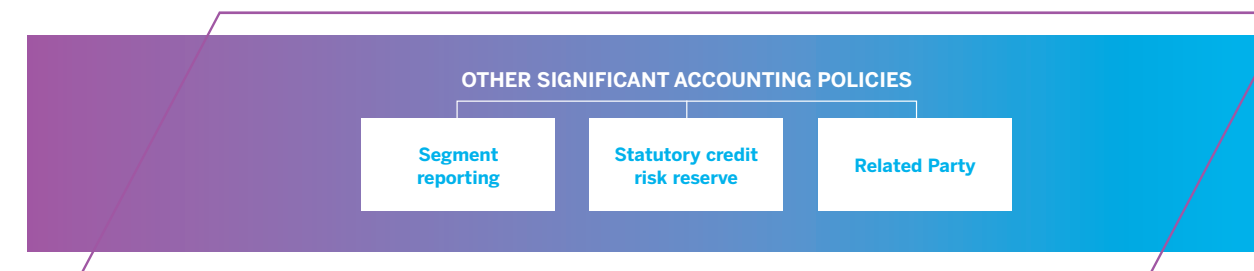 OTHER SIGNIFICANT ACCOUNTING POLICIES
Segment
reporting
Statutory credit
risk reserve
Related Party